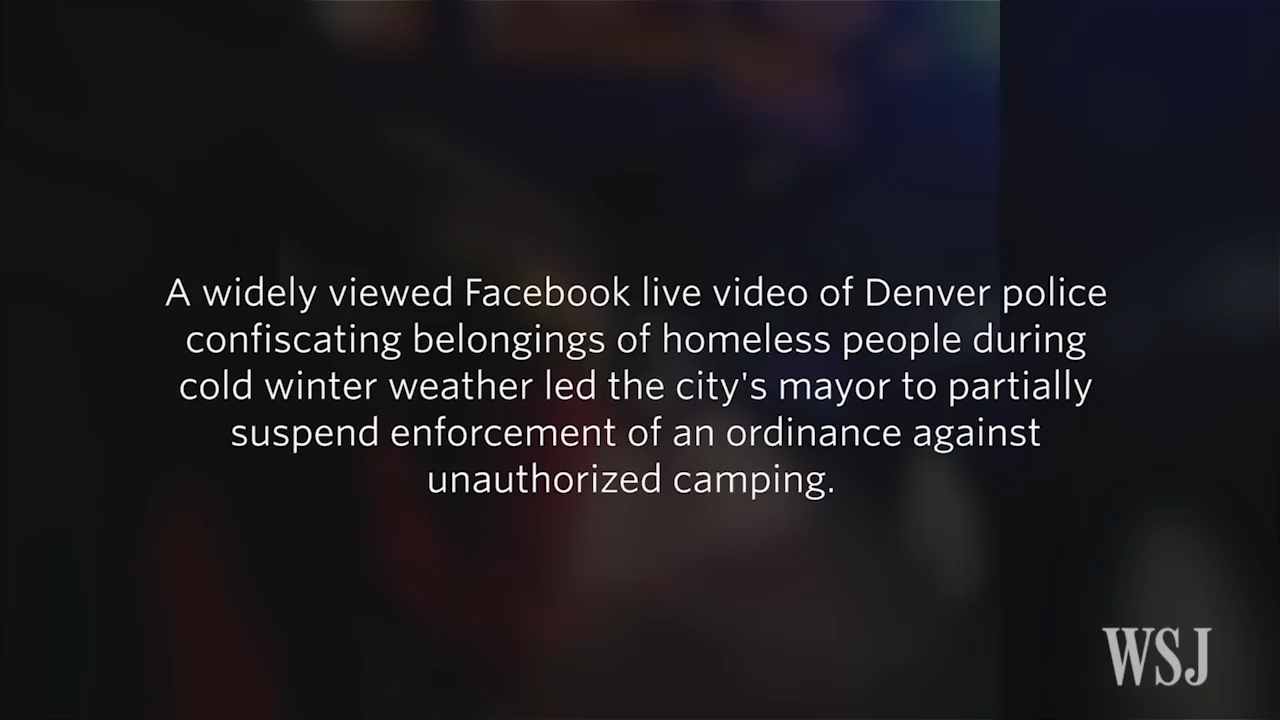 A widely viewed Facebook live video of Denver police
confiscating belongings of homeless people during
cold winter weather led the city's mayor to partially
suspend enforcement of an ordinance against
unauthorized camping.
WSJ